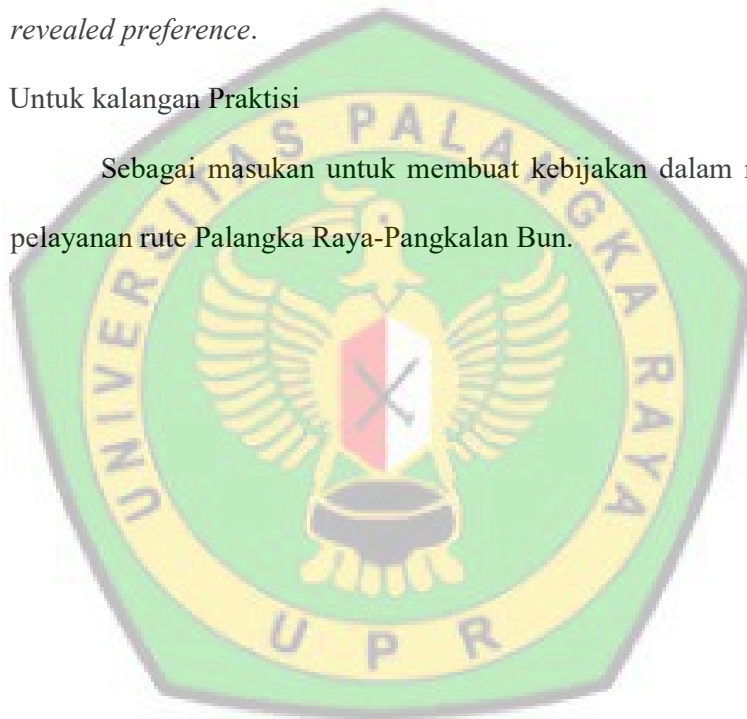 revealed preference.
Untuk kalangan Praktisi
Sebagai masukan untuk membuat kebijakan dalam
pelayanan rute Palangka Raya-Pangkalan Bun.
UNIVERSITAS PALANGKA RAYA
UPR